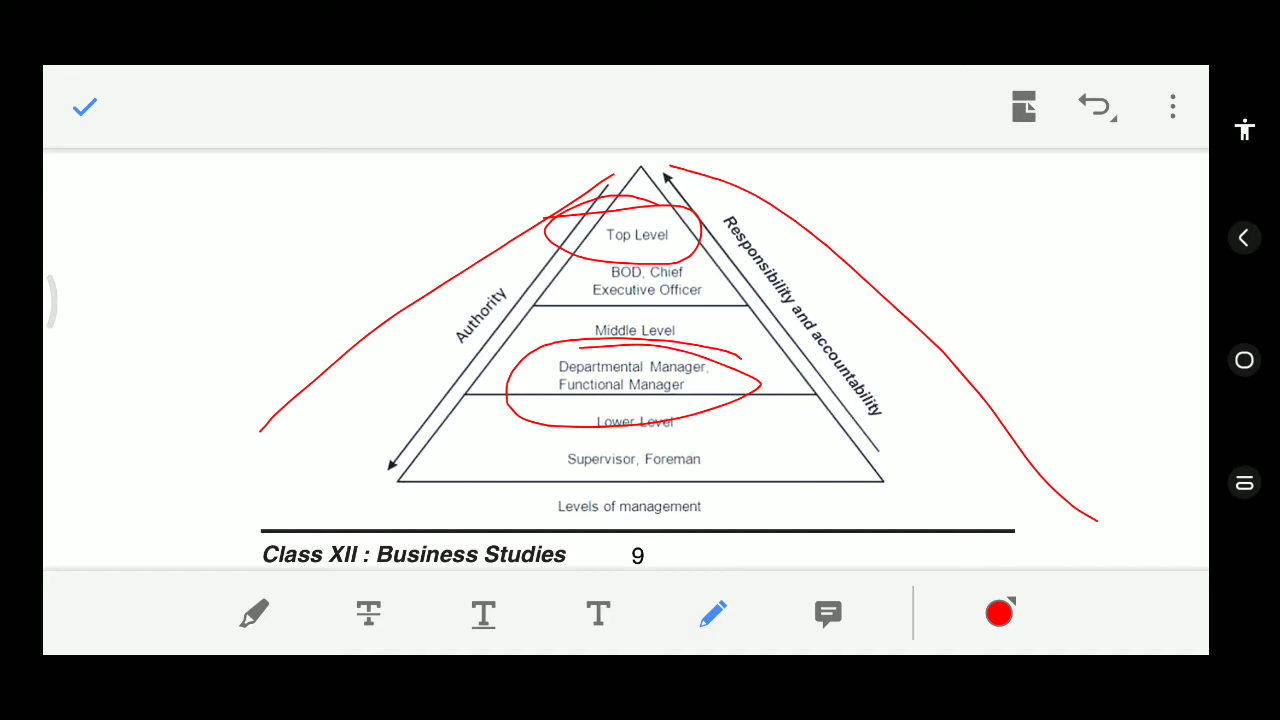 Top Level
BOD, Chief
Executive Officer
Authority
Responsibility and accountability
Middle Level
Departmental Manager,
Functional Manager
Lower Level
Supervisor, Foreman
Levels of management
Class XII : Business Studies 9
T
T
T